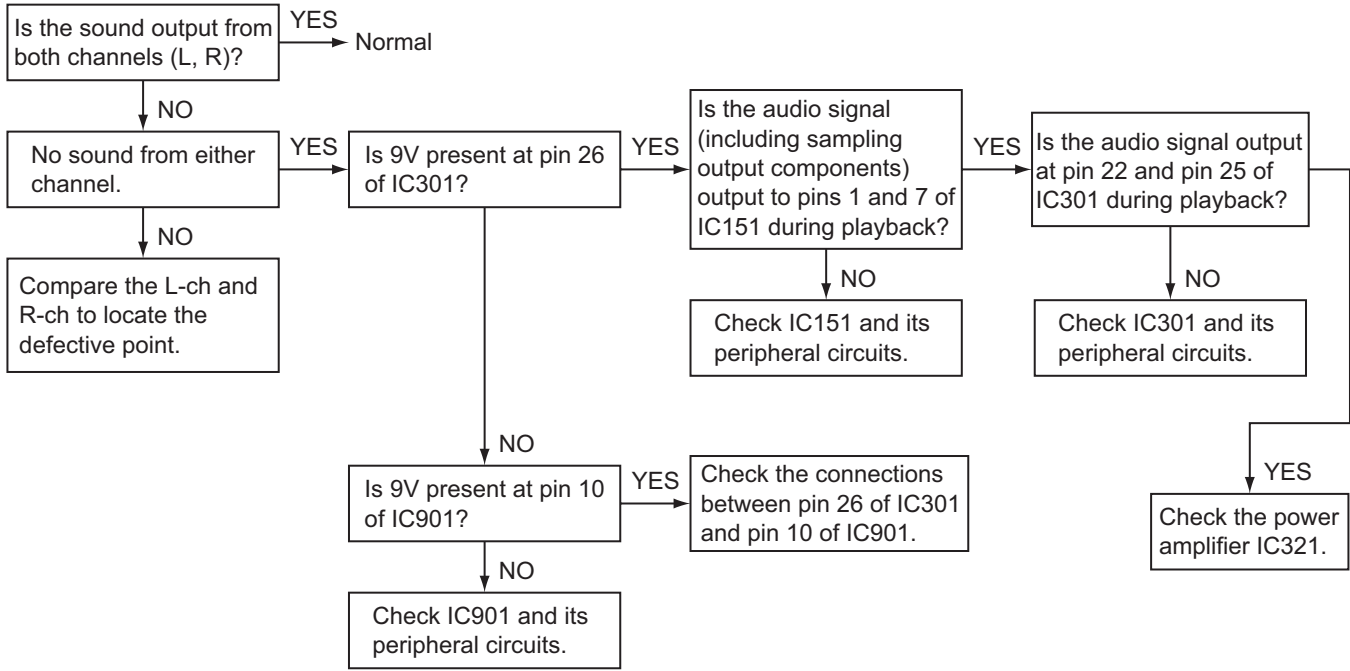 Is the sound output from
both channels (L, R)?
YES
Normal
NO
No sound from either
channel.
YES
Is 9V present at pin 26
of IC301?
YES
Is the audio signal
(including sampling
output components)
output to pins 1 and 7 of
IC151 during playback?
YES
Is the audio signal output
at pin 22 and pin 25 of
IC301 during playback?
NO
Compare the L-ch and
R-ch to locate the
defective point.
NO
Check IC151 and its
peripheral circuits.
NO
Check IC301 and its
peripheral circuits.
NO
Is 9V present at pin 10
of IC901?
YES
Check the connections
between pin 26 of IC301
and pin 10 of IC901.
YES
Check the power
amplifier IC321.
NO
Check IC901 and its
peripheral circuits.